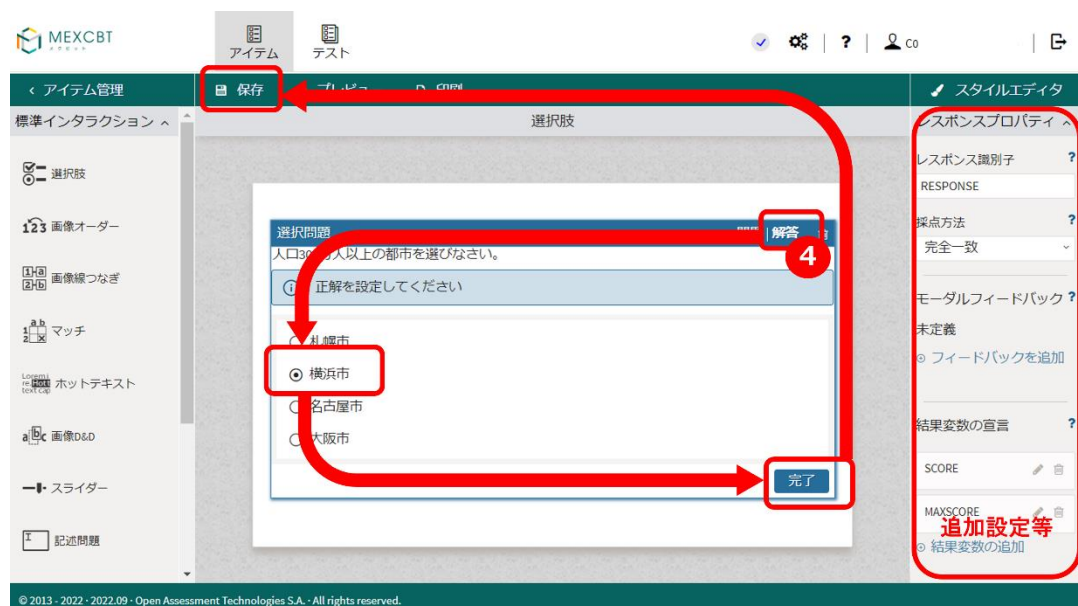 MEXCBT
メクビット
アイテム
テスト
?
co
アイテム管理
保存
印刷
スタイルエディタ
標準インタラクション
選択肢
レスポンスプロパティ
選択肢
レスポンス識別子 ?
RESPONSE
画像オーダー
採点方法 ?
完全一致
選択問題
解答
4
人口30 万人以上の都市を選びなさい。
画像線つなぎ
正解を設定してください
モーダルフィードバック ?
未定義
マッチ
札幌市
フィードバックを追加
ホットテキスト
横浜市
名古屋市
結果変数の宣言 ?
画像D&D
大阪市
SCORE
スライダー
完了
MAXSCORE
追加設定等
記述問題
結果変数の追加
© 2013 - 2022 · 2022.09 · Open Assessment Technologies S.A. · All rights reserved.